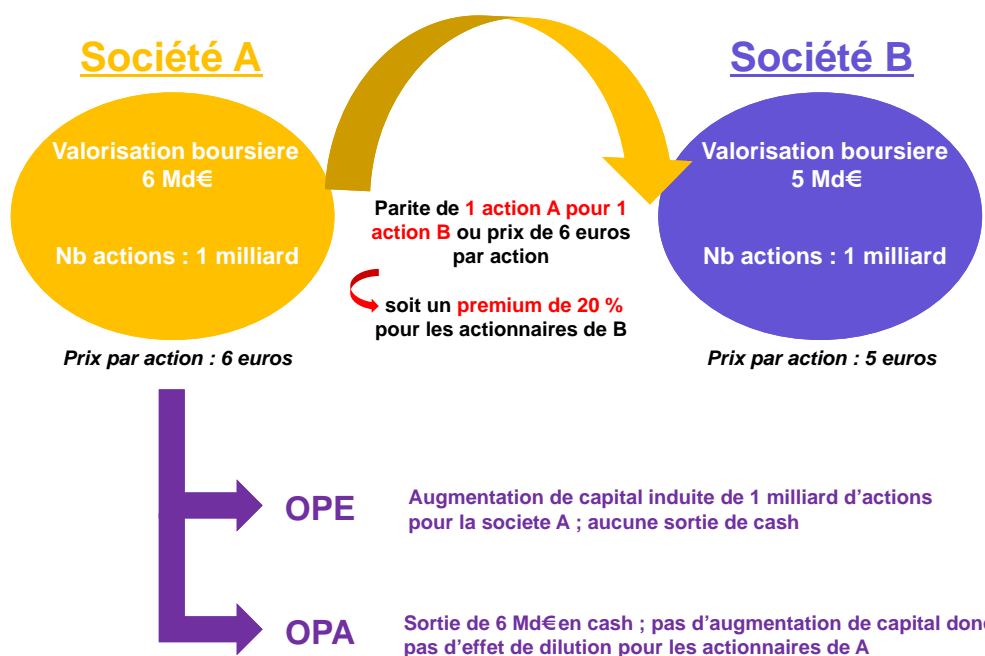 Société A
Valorisation boursiere
6 Md€
Nb actions : 1 milliard
Prix par action : 6 euros
Parite de 1 action A pour 1
action B ou prix de 6 euros
par action
soit un premium de 20 %
pour les actionnaires de B
Société B
Valorisation boursiere
5 Md€
Nb actions : 1 milliard
Prix par action : 5 euros
OPE
Augmentation de capital induite de 1 milliard d’actions
pour la societe A ; aucune sortie de cash
OPA
Sortie de 6 Md€ en cash ; pas d’augmentation de capital donc
pas d’effet de dilution pour les actionnaires de A